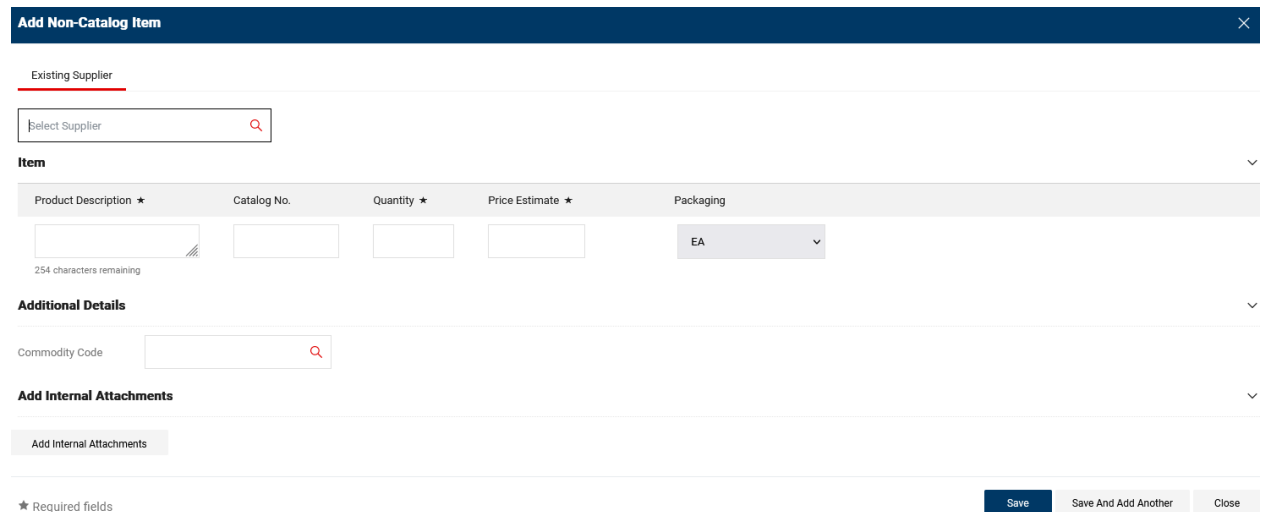 Add Non-Catalog Item
Existing Supplier
Select Supplier
Item
Product Description ★ Catalog No. Quantity ★ Price Estimate ★ Packaging
EA
254 characters remaining
Additional Details
Commodity Code
Add Internal Attachments
Add Internal Attachments
★ Required fields Save Save And Add Another Close